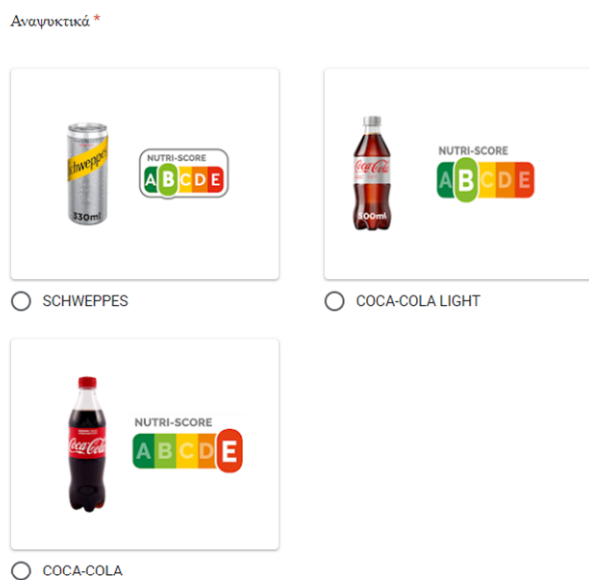 Αναψυκτικά *
Schweppes
330ml
NUTRI-SCORE
A B C D E
Coca-Cola
500ml
NUTRI-SCORE
A B C D E
SCHWEPPES
COCA-COLA LIGHT
Coca-Cola
NUTRI-SCORE
A B C D E
COCA-COLA